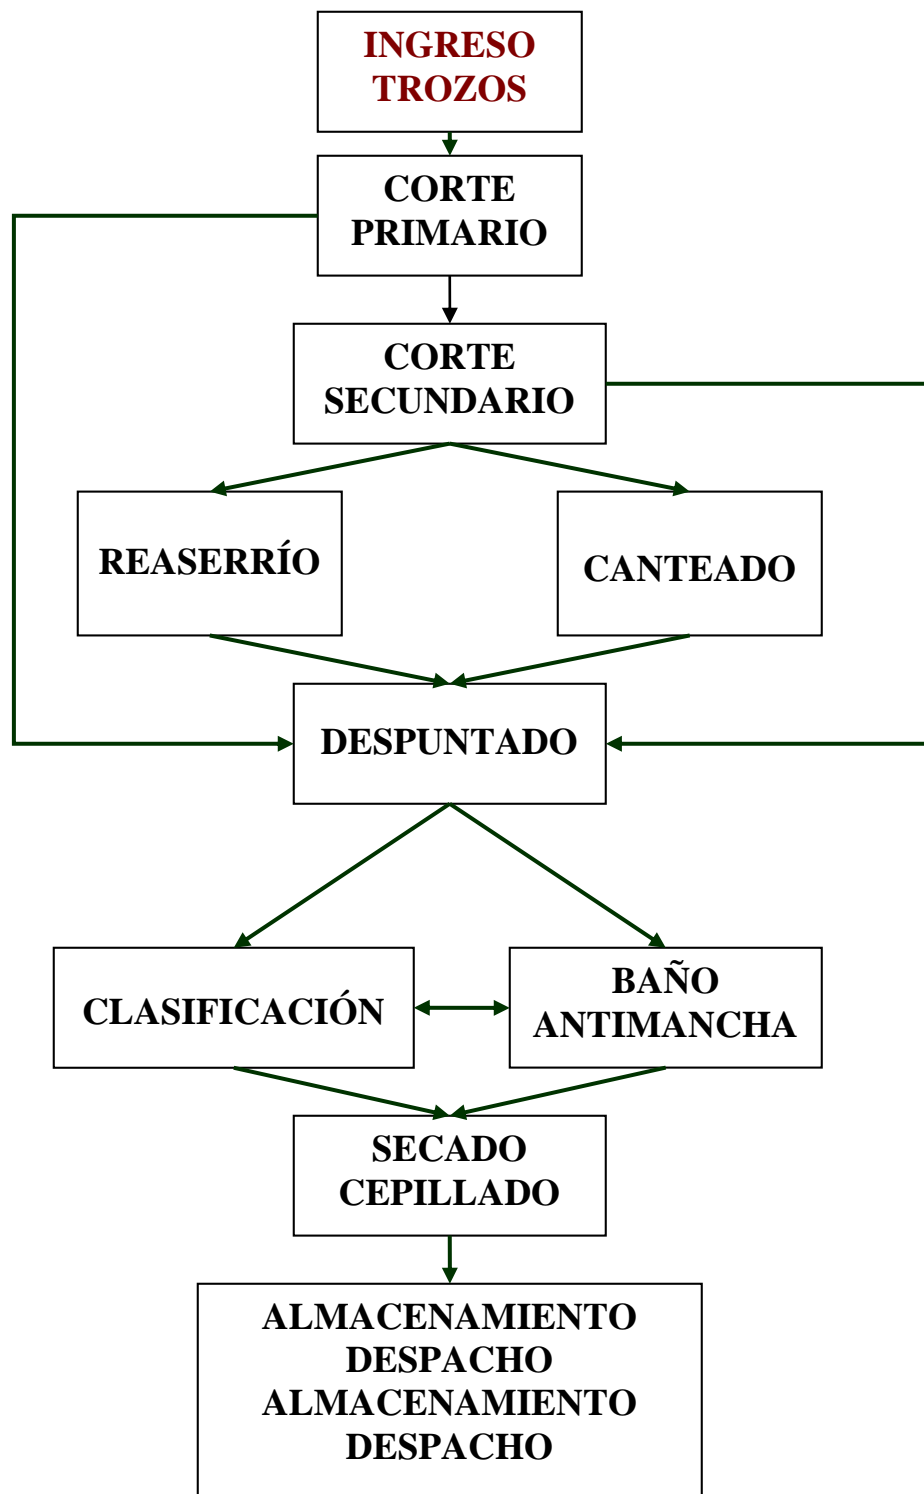 INGRESO
TROZOS
CORTE
PRIMARIO
CORTE
SECUNDARIO
REASERRÍO
CANTEADO
DESPUNTADO
CLASIFICACIÓN
BAÑO
ANTIMANCHA
SECADO
CEPILLADO
ALMACENAMIENTO
DESPACHO
ALMACENAMIENTO
DESPACHO